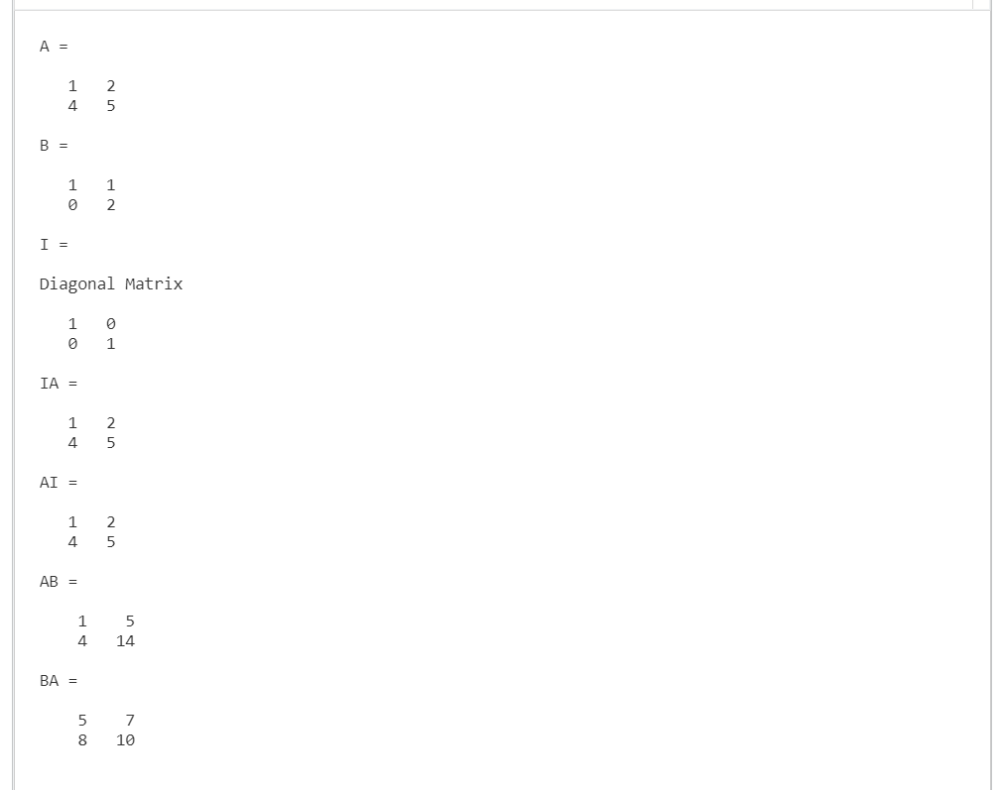 A =
1 2
4 5
B =
1 1
0 2
I =
Diagonal Matrix
1 0
0 1
IA =
1 2
4 5
AI =
1 2
4 5
AB =
1 5
4 14
BA =
5 7
8 10